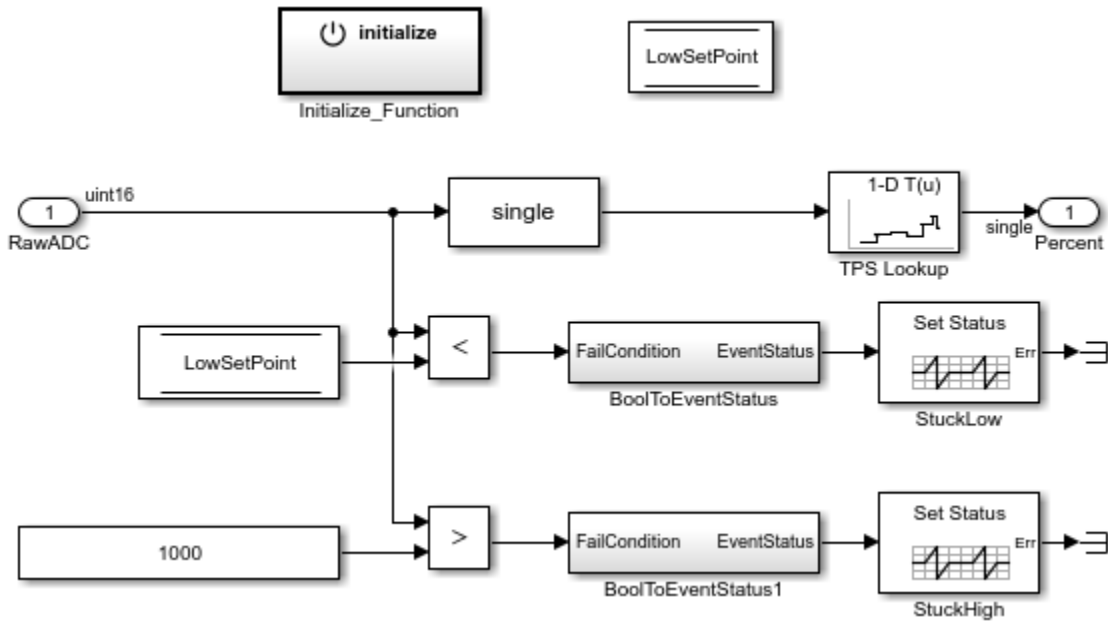 initialize
Initialize_Function
LowSetPoint
1
uint16
RawADC
single
1-D T(u)
TPS Lookup
single
1
Percent
LowSetPoint
<
FailCondition EventStatus
BoolToEventStatus
Set Status
Err
StuckLow
1000
>
FailCondition EventStatus
BoolToEventStatus1
Set Status
Err
StuckHigh